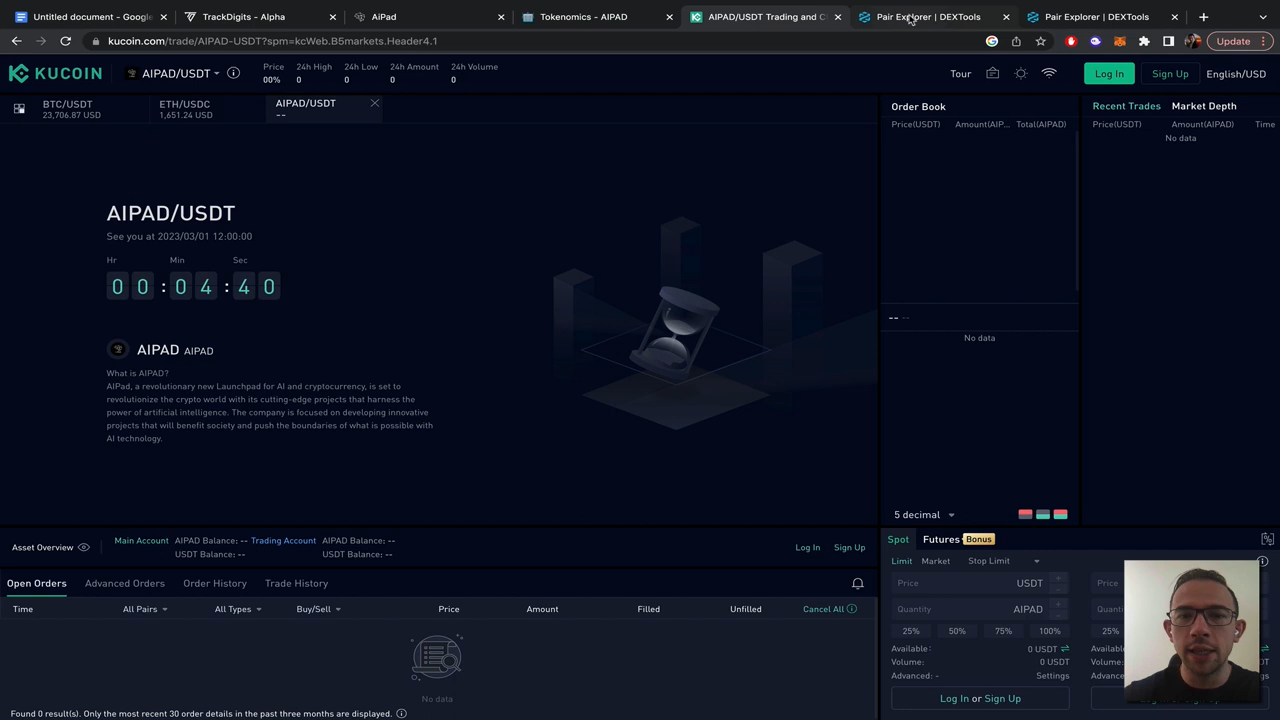 Untitled document - Google
TrackDigits - Alpha
AiPad
Tokenomics - AIPAD
AIPAD/USDT Trading and C
Pair Explorer | DEXTools
Pair Explorer | DEXTools
kucoin.com/trade/AIPAD-USDT?spm=kcWeb.B5markets.Header4.1
Update
KUCOIN
AIPAD/USDT
Price
00%
24h High
0
24h Low
0
24h Amount
0
24h Volume
0
Tour
Log In
Sign Up
English/USD
BTC/USDT
23,706.87 USD
ETH/USDC
1,651.24 USD
AIPAD/USDT
--
Order Book
Price(USDT) Amount(AIP... Total(AIPAD)
Recent Trades Market Depth
Price(USDT) Amount(AIPAD) Time
No data
AIPAD/USDT
See you at 2023/03/01 12:00:00
Hr Min Sec
00 : 04 : 40
AIPAD AIPAD
What is AIPAD?
AIPad, a revolutionary new Launchpad for AI and cryptocurrency, is set to
revolutionize the crypto world with its cutting-edge projects that harness the
power of artificial intelligence. The company is focused on developing innovative
projects that will benefit society and push the boundaries of what is possible with
AI technology.
-- --
No data
5 decimal
Asset Overview
Main Account AIPAD Balance: -- Trading Account AIPAD Balance: --
USDT Balance: -- USDT Balance: --
Log In Sign Up
Open Orders Advanced Orders Order History Trade History
Time All Pairs All Types Buy/Sell Price Amount Filled Unfilled Cancel All
No data
Found 0 result(s). Only the most recent 30 order details in the past three months are displayed.
Spot Futures Bonus
Limit Market Stop Limit
Price USDT
Quantity AIPAD
25% 50% 75% 100%
Available: 0 USDT
Volume: 0 USDT
Advanced: - Settings
Log In or Sign Up
Price
Quantity
25%
Available
Volume:
Advanced